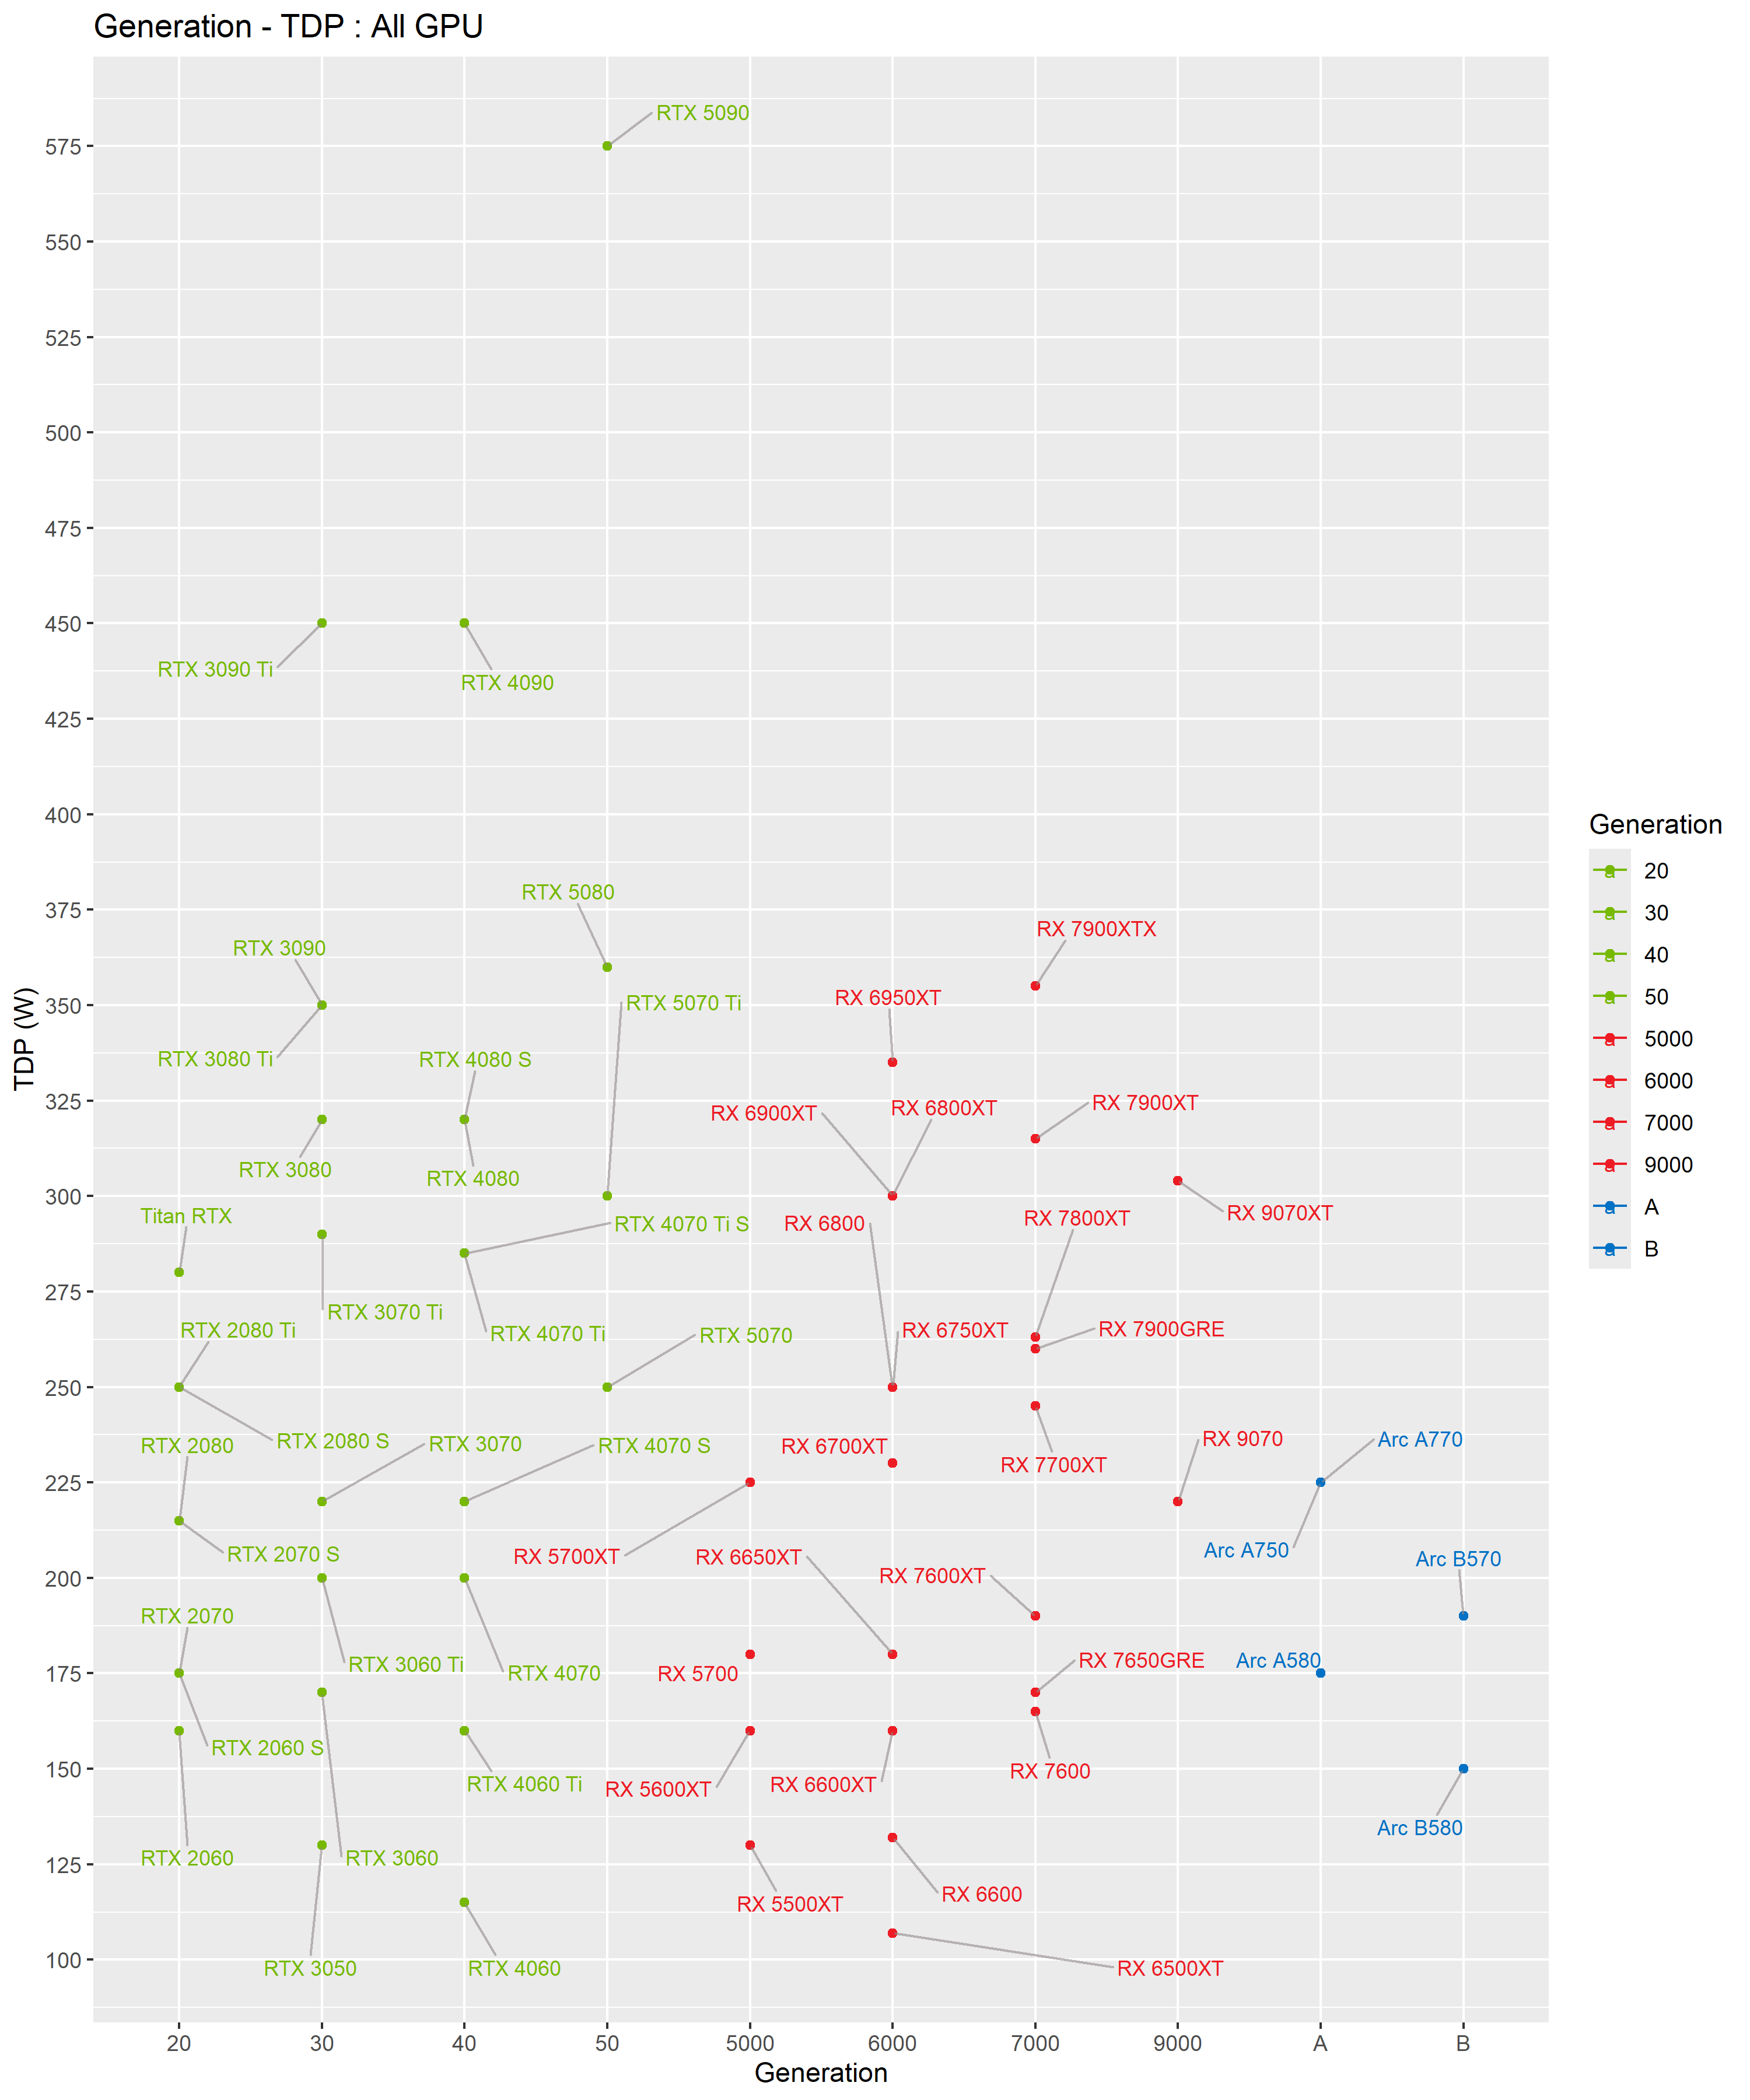 Generation - TDP : All GPU
TDP (W)
575
550
525
500
475
450
425
400
375
350
325
300
275
250
225
200
175
150
125
100
RTX 5090
RTX 3090 Ti
RTX 4090
RTX 5080
RX 7900XTX
RTX 3090
RX 6950XT
RTX 5070 Ti
RTX 3080 Ti
RTX 4080 S
RX 7900XT
RX 6900XT
RX 6800XT
RTX 3080
RTX 4080
RX 9070XT
Titan RTX
RX 7800XT
RTX 4070 Ti S
RX 6800
RTX 3070 Ti
RX 7900GRE
RTX 2080 Ti
RX 6750XT
RTX 4070 Ti
RTX 5070
RX 9070
Arc A770
RTX 2080 S
RTX 2080
RTX 3070
RTX 4070 S
RX 6700XT
RX 7700XT
Arc A750
RTX 2070 S
RX 5700XT
RX 6650XT
Arc B570
RX 7600XT
RTX 2070
RX 7650GRE
Arc A580
RTX 3060 Ti
RTX 4070
RX 5700
RTX 2060 S
RX 7600
RTX 4060 Ti
RX 5600XT
RX 6600XT
Arc B580
RTX 2060
RTX 3060
RX 6600
RX 5500XT
RTX 3050
RTX 4060
RX 6500XT
20
30
40
50
5000
6000
7000
9000
A
B
Generation
Generation
a 20
a 30
a 40
a 50
a 5000
a 6000
a 7000
a 9000
a A
a B